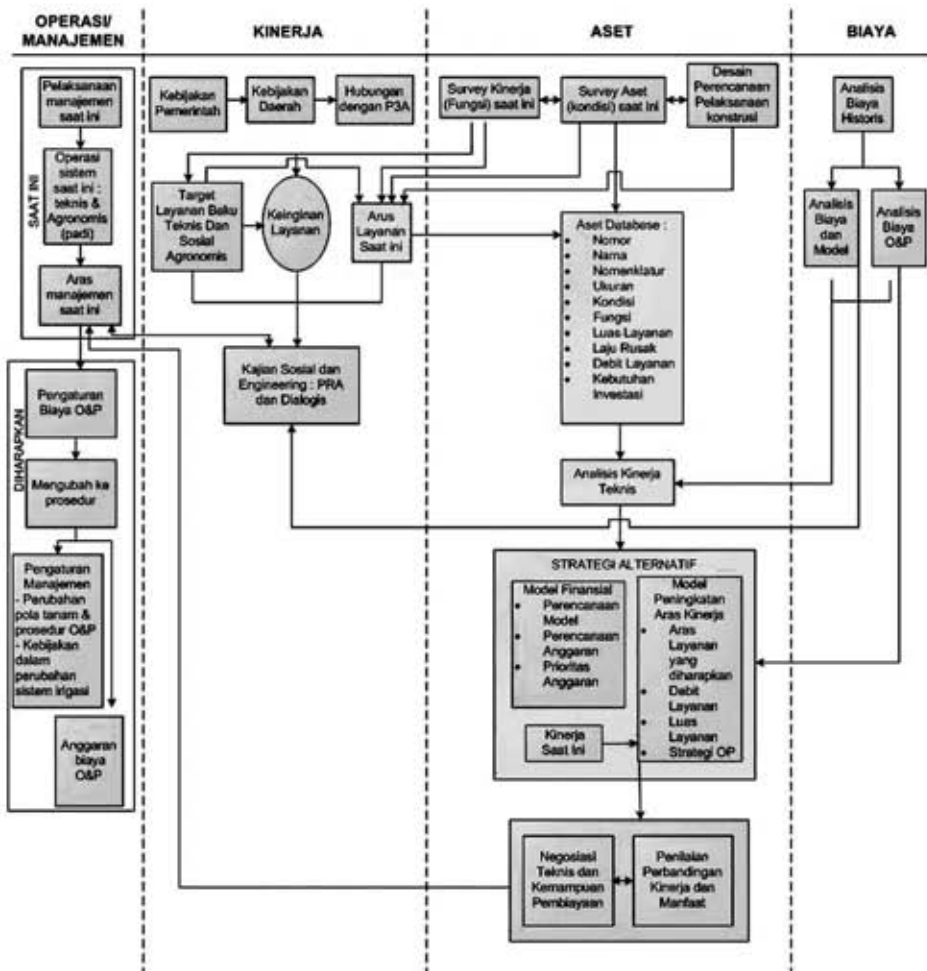 OPERASI/
MANAJEMEN
KINERJA
ASET
BIAYA
SAAT INI
Pelaksanaan
manajemen
saat ini
Operasi
sistem
saat ini :
teknis &
Agronomis
(padi)
Aras
manajemen
saat ini
DIHARAPKAN
Pengaturan
Biaya O&P
Mengubah ke
prosedur
Pengaturan
Manajemen
- Perubahan
pola tanam &
prosedur O&P
- Kebijakan
dalam
perubahan
sistem irigasi
Anggaran
biaya
O&P
Kebijakan
Pemerintah
Kebijakan
Daerah
Hubungan
dengan P3A
Target
Layanan Baku
Teknis Dan
Sosial
Agronomis
Keinginan
Layanan
Arus
Layanan
Saat ini
Kajian Sosial dan
Engineering : PRA
dan Dialogis
Survey Kinerja
(Fungsi) saat ini
Survey Aset
(kondisi) saat ini
Desain
Perencanaan
Pelaksanaan
konstrusi
Aset Database :
• Nomor
• Nama
• Nomenklatur
• Ukuran
• Kondisi
• Fungsi
• Luas Layanan
• Laju Rusak
• Debit Layanan
• Kebutuhan
Investasi
Analisis Kinerja
Teknis
STRATEGI ALTERNATIF
Model Finansial
• Perencanaan
Model
• Perencanaan
Anggaran
• Prioritas
Anggaran
Kinerja
Saat Ini
Model
Peningkatan
Aras Kinerja
• Aras
Layanan
yang
diharapkan
• Debit
Layanan
• Luas
Layanan
• Strategi OP
Negosiasi
Teknis dan
Kemampuan
Pembiayaan
Penilaian
Perbandingan
Kinerja dan
Manfaat
Analisis
Biaya
Historis
Analisis
Biaya
dan Model
Analisis
Biaya
O&P